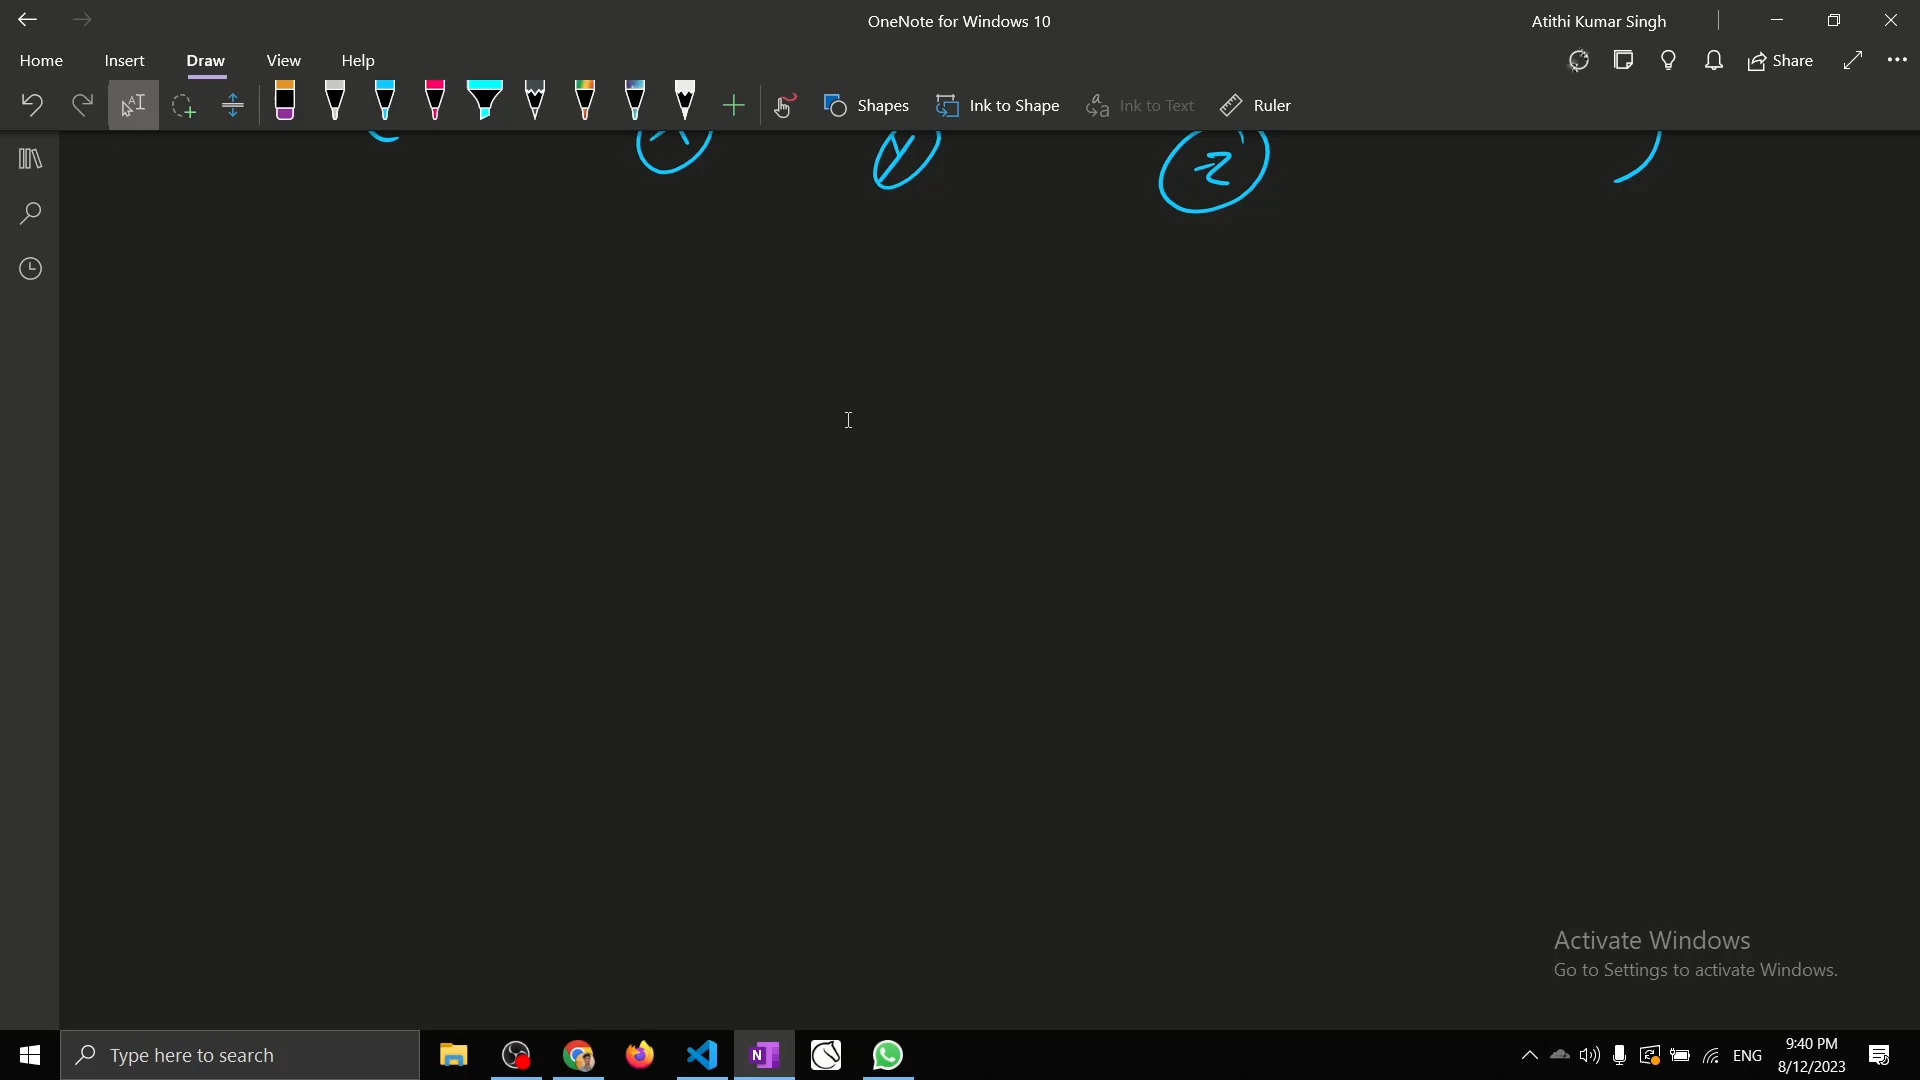 OneNote for Windows 10
Atithi Kumar Singh
Home Insert Draw View Help
Share
Shapes Ink to Shape Ink to Text Ruler
Z
Activate Windows
Go to Settings to activate Windows.
Type here to search
ENG
9:40 PM
8/12/2023